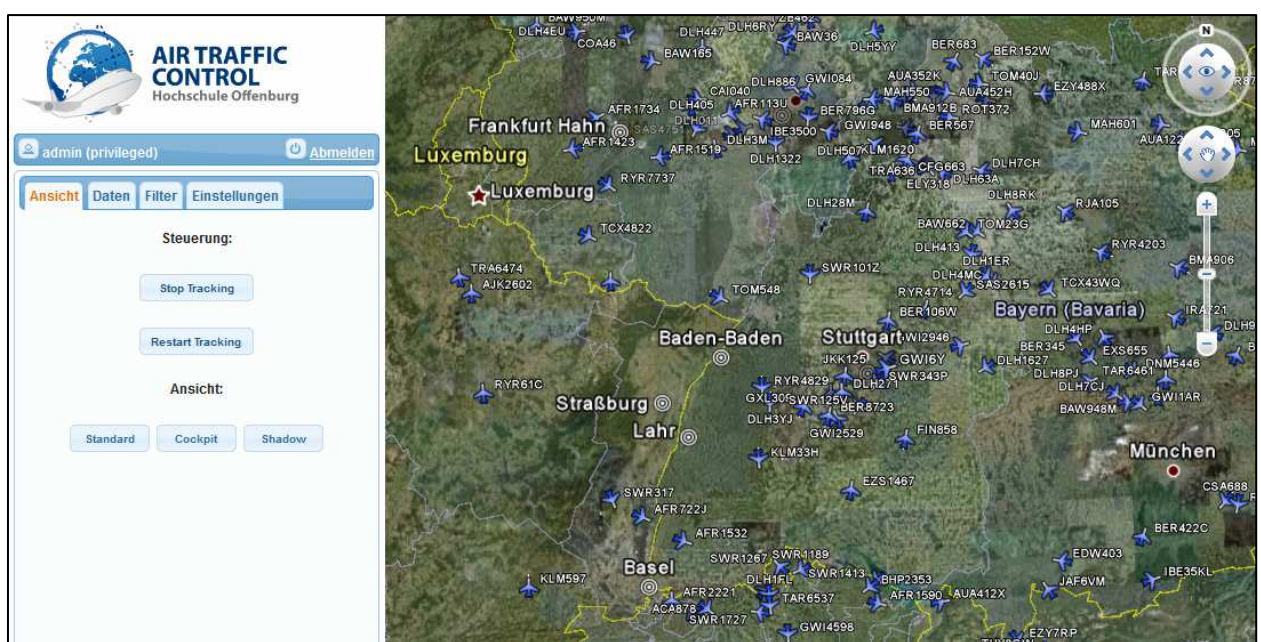 AIR TRAFFIC
CONTROL
Hochschule Offenburg
admin (privileged)
Abmelden
Ansicht Daten Filter Einstellungen
Steuerung:
Stop Tracking
Restart Tracking
Ansicht:
Standard Cockpit Shadow
BAW950M
DLH4EU
COA46
DLH447
DLH6RY
BAW36
BAW165
DLH5YY
BER683
BER152W
N
DLH886
GWI084
AUA352K
TOM40J
EZY488X
CAI040
MAH550
AUA452H
AFR1734
DLH405
AFR113U
BER796G
BMA912B
ROT372
Frankfurt Hahn
DLH011
IBE3500
GWI948
BER567
MAH601
AFR1423
AFR1519
DLH3M
DLH1322
DLH507
KLM1620
Luxemburg
TRA636
CFG663
DLH7CH
ELY318
DLH63A
RYR7737
Luxemburg
DLH28M
DLH8RK
RJA105
TCX4822
BAW662
TOM23G
DLH413
RYR4203
DLH1ER
BMA906
TRA6474
SWR101Z
DLH4MC
AJK2602
TOM548
RYR4714
SAS2615
TCX43WQ
BER106W
Bayern (Bavaria)
Baden-Baden
Stuttgart
DLH4HP
JKK125
GWI6Y
BER345
EXS655
DLH1627
DNM5446
SWR343P
DLH8PJ
TAR6461
RYR61C
RYR4829
DLH271
DLH7CJ
Straßburg
SWR125V
BER8723
BAW948M
GWI1AR
DLH3YJ
Lahr
GWI2529
FIN858
KLM33H
München
EZS1467
CSA688
SWR317
AFR722J
AFR1532
BER422C
SWR1267
SWR1189
EDW403
Basel
DLH1FL
SWR1413
BHP2353
IBE35KL
KLM597
JAF6VM
AFR2221
TAR6537
AFR1590
AUA412X
ACA878
SWR1727
GWI4598
EZY7RP